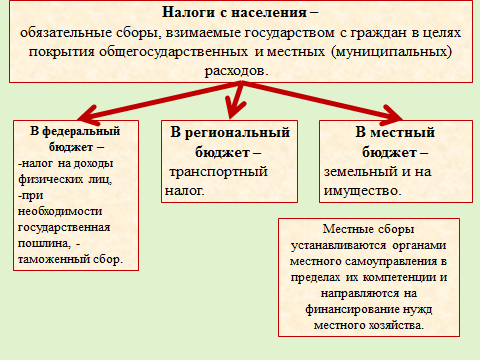 Налоги с населения –
обязательные сборы, взимаемые государством с граждан в целях
покрытия общегосударственных и местных (муниципальных)
расходов.
В федеральный
бюджет –
-налог на доходы
физических лиц,
-при
необходимости
государственная
пошлина, -
таможенный сбор.
В региональный
бюджет –
транспортный
налог.
В местный
бюджет –
земельный и на
имущество.
Местные сборы
устанавливаются органами
местного самоуправления в
пределах их компетенции и
направляются на
финансирование нужд
местного хозяйства.